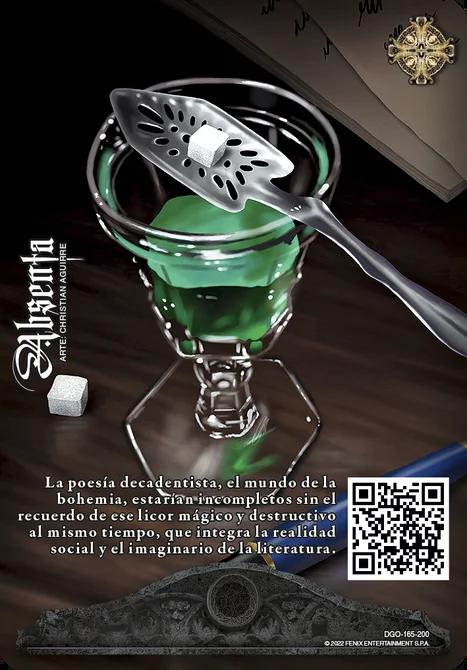 Absenta
ARTE: CHRISTIAN AGUIRRE
La poesía decadentista, el mundo de la
bohemia, estarían incompletos sin el
recuerdo de ese licor mágico y destructivo
al mismo tiempo, que integra la realidad
social y el imaginario de la literatura.
DGO-165-200
© 2022 FENIX ENTERTAINMENT S.P.A.